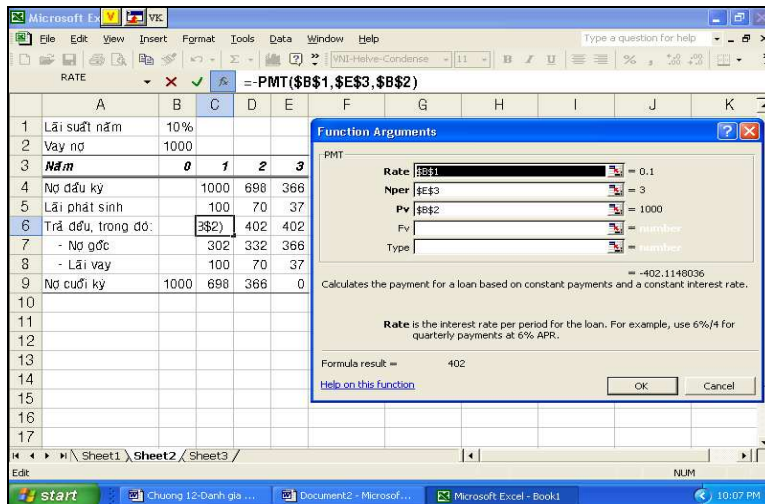 Microsoft Ex V VK
File Edit View Insert Format Tools Data Window Help Type a question for help
VNI-Helve-Condense 11 B I U
RATE =-PMT($B$1,$E$3,$B$2)
A B C D E F G H I J K
1 Lãi suất năm 10%
2 Vay nợ 1000
3 Năm 0 1 2 3
4 Nợ đầu kỳ 1000 698 366
5 Lãi phát sinh 100 70 37
6 Trả đều, trong đó: B$2) 402 402
7 - Nợ gốc 302 332 366
8 - Lãi vay 100 70 37
9 Nợ cuối kỳ 1000 698 366 0
10
11
12
13
14
15
16
17
Function Arguments
PMT
Rate $B$1 = 0.1
Nper $E$3 = 3
Pv $B$2 = 1000
Fv = number
Type = number
= -402.1148036
Calculates the payment for a loan based on constant payments and a constant interest rate.
Rate is the interest rate per period for the loan. For example, use 6%/4 for
quarterly payments at 6% APR.
Formula result = 402
Help on this function OK Cancel
Sheet1 Sheet2 Sheet3
Edit NUM
start Chuong 12-Danh gia ... Document2 - Microsof... Microsoft Excel - Book1 10:07 PM